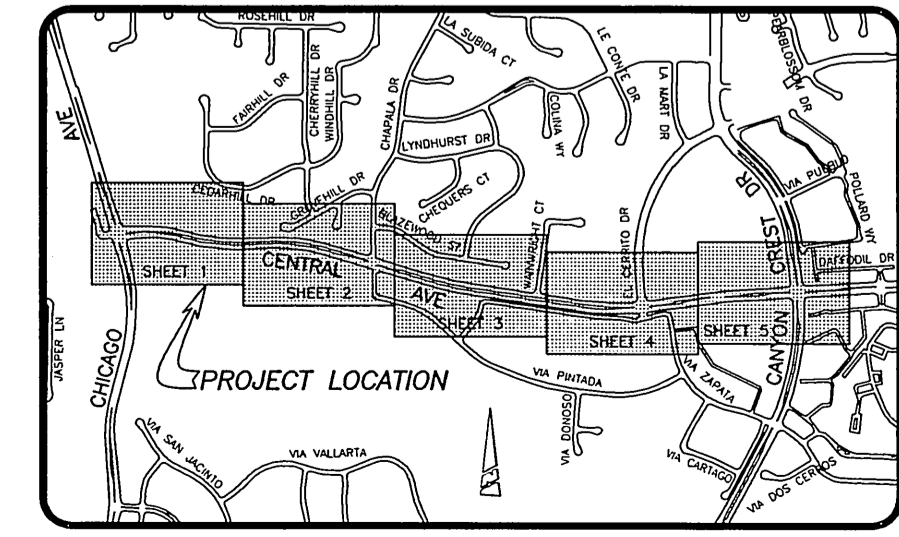 ROSEHILL DR
LA SUBIDA CT
LE CONTE DR
AVE
FAIRHILL DR
CHERRYHILL DR
WINDHILL DR
CHAPALA DR
COLINA WY
LA MART DR
LYNDHURST DR
DR
VIA PUEBLO
POLLARD WY
CEDARHILL DR
GROVEHILL DR
CHEQUERS CT
BLAZEWOOD ST
WAINWRIGHT CT
EL CERRITO DR
CREST
DAFFODIL DR
CENTRAL
AVE
SHEET 1
SHEET 2
SHEET 3
SHEET 4
SHEET 5
JASPER LN
CHICAGO
PROJECT LOCATION
CANYON
VIA PINTADA
VIA ZAPATA
VIA DONOSO
VIA SAN JACINTO
VIA VALLARTA
VIA CARTAGO
VIA DOS CERROS